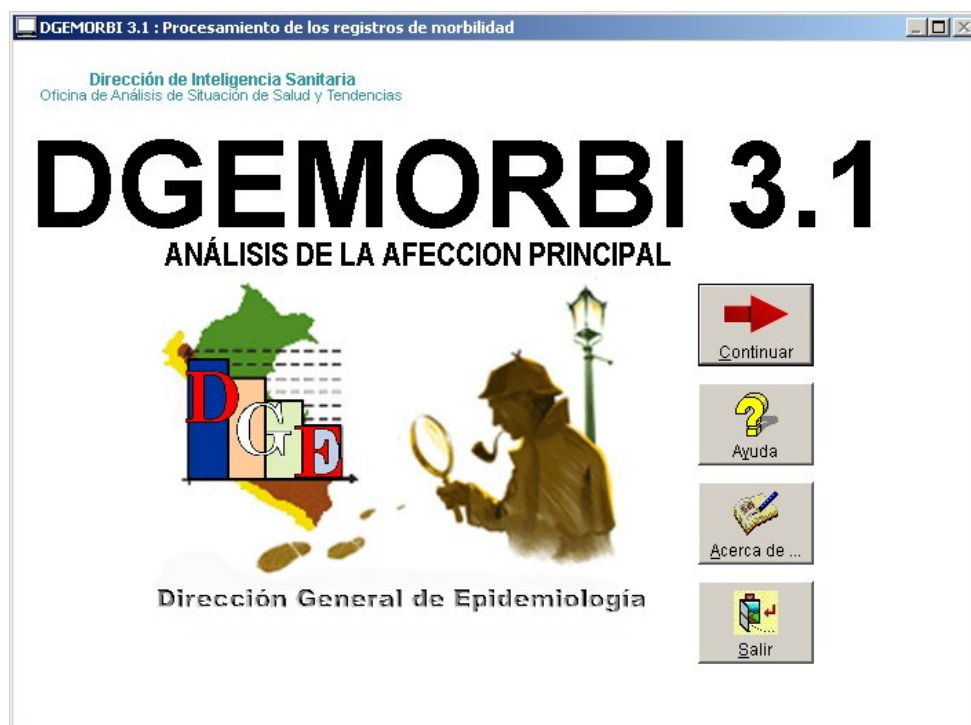 DGEMORBI 3.1 : Procesamiento de los registros de morbilidad
Dirección de Inteligencia Sanitaria
Oficina de Análisis de Situación de Salud y Tendencias
DGEMORBI 3.1
ANÁLISIS DE LA AFECCION PRINCIPAL
DGE
Dirección General de Epidemiología
Continuar
Ayuda
Acerca de ...
Salir